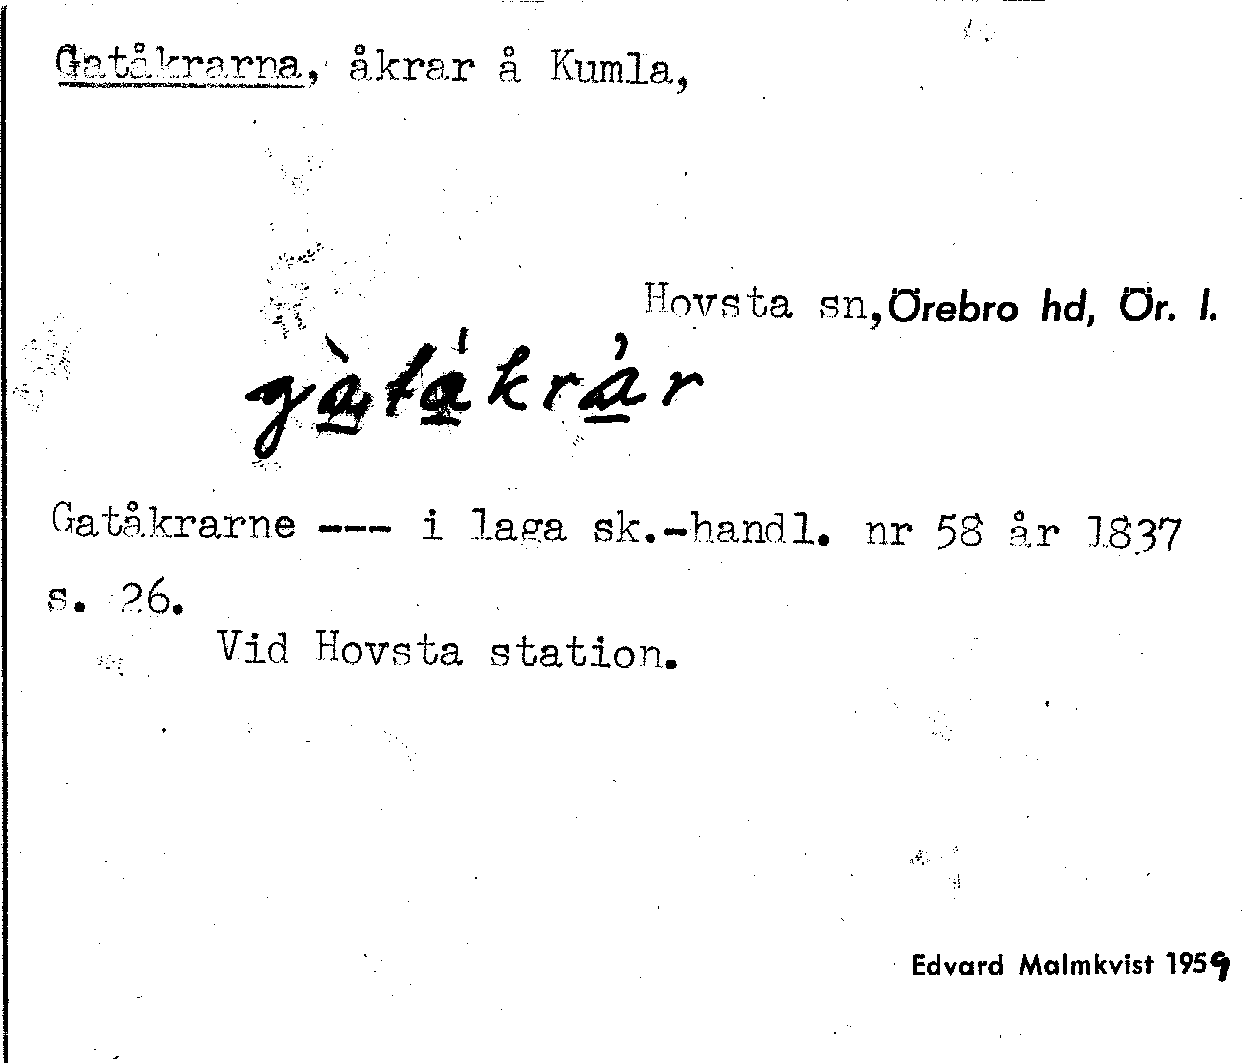 Gatåkrarna, åkrar å Kumla,
Hovsta sn, Örebro hd, Ör. l.
gàtákràr
Gatåkrarne --- i laga sk.-handl. nr 58 år 1837
s. 26.
Vid Hovsta station.
Edvard Malmkvist 1959